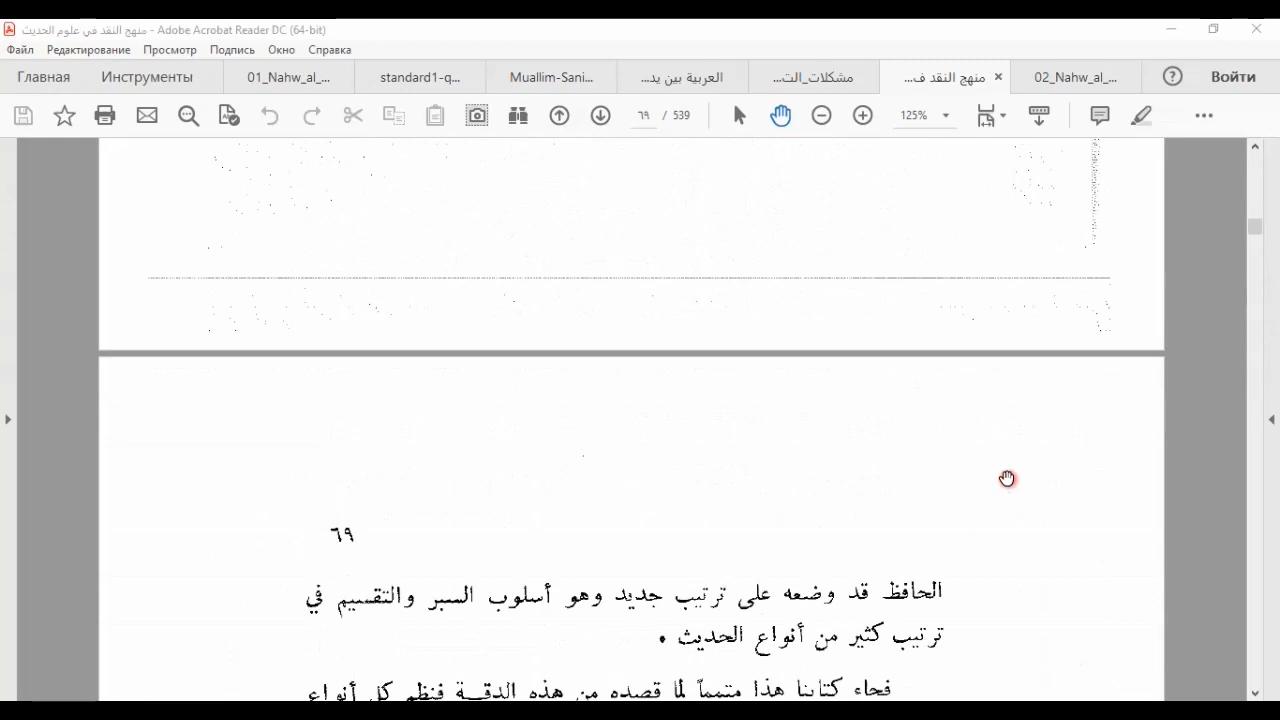 منهج النقد في علوم الحديث - Adobe Acrobat Reader DC (64-bit)
Файл Редактирование Просмотр Подпись Окно Справка
Главная Инструменты 01_Nahw_al_... standard1-q... Muallim-Sani... العربية بين يد... مشكلات_الت... منهج النقد ف... × 02_Nahw_al_... ? Войти
٦٩ / 539 125%
٦٩
الحافظ قد وضعه على ترتيب جديد وهو أسلوب السبر والتقسيم في
ترتيب كثير من أنواع الحديث .
فجاء كتابنا هذا متمماً لما قصده من هذه الدقة فنظم كل أنواع